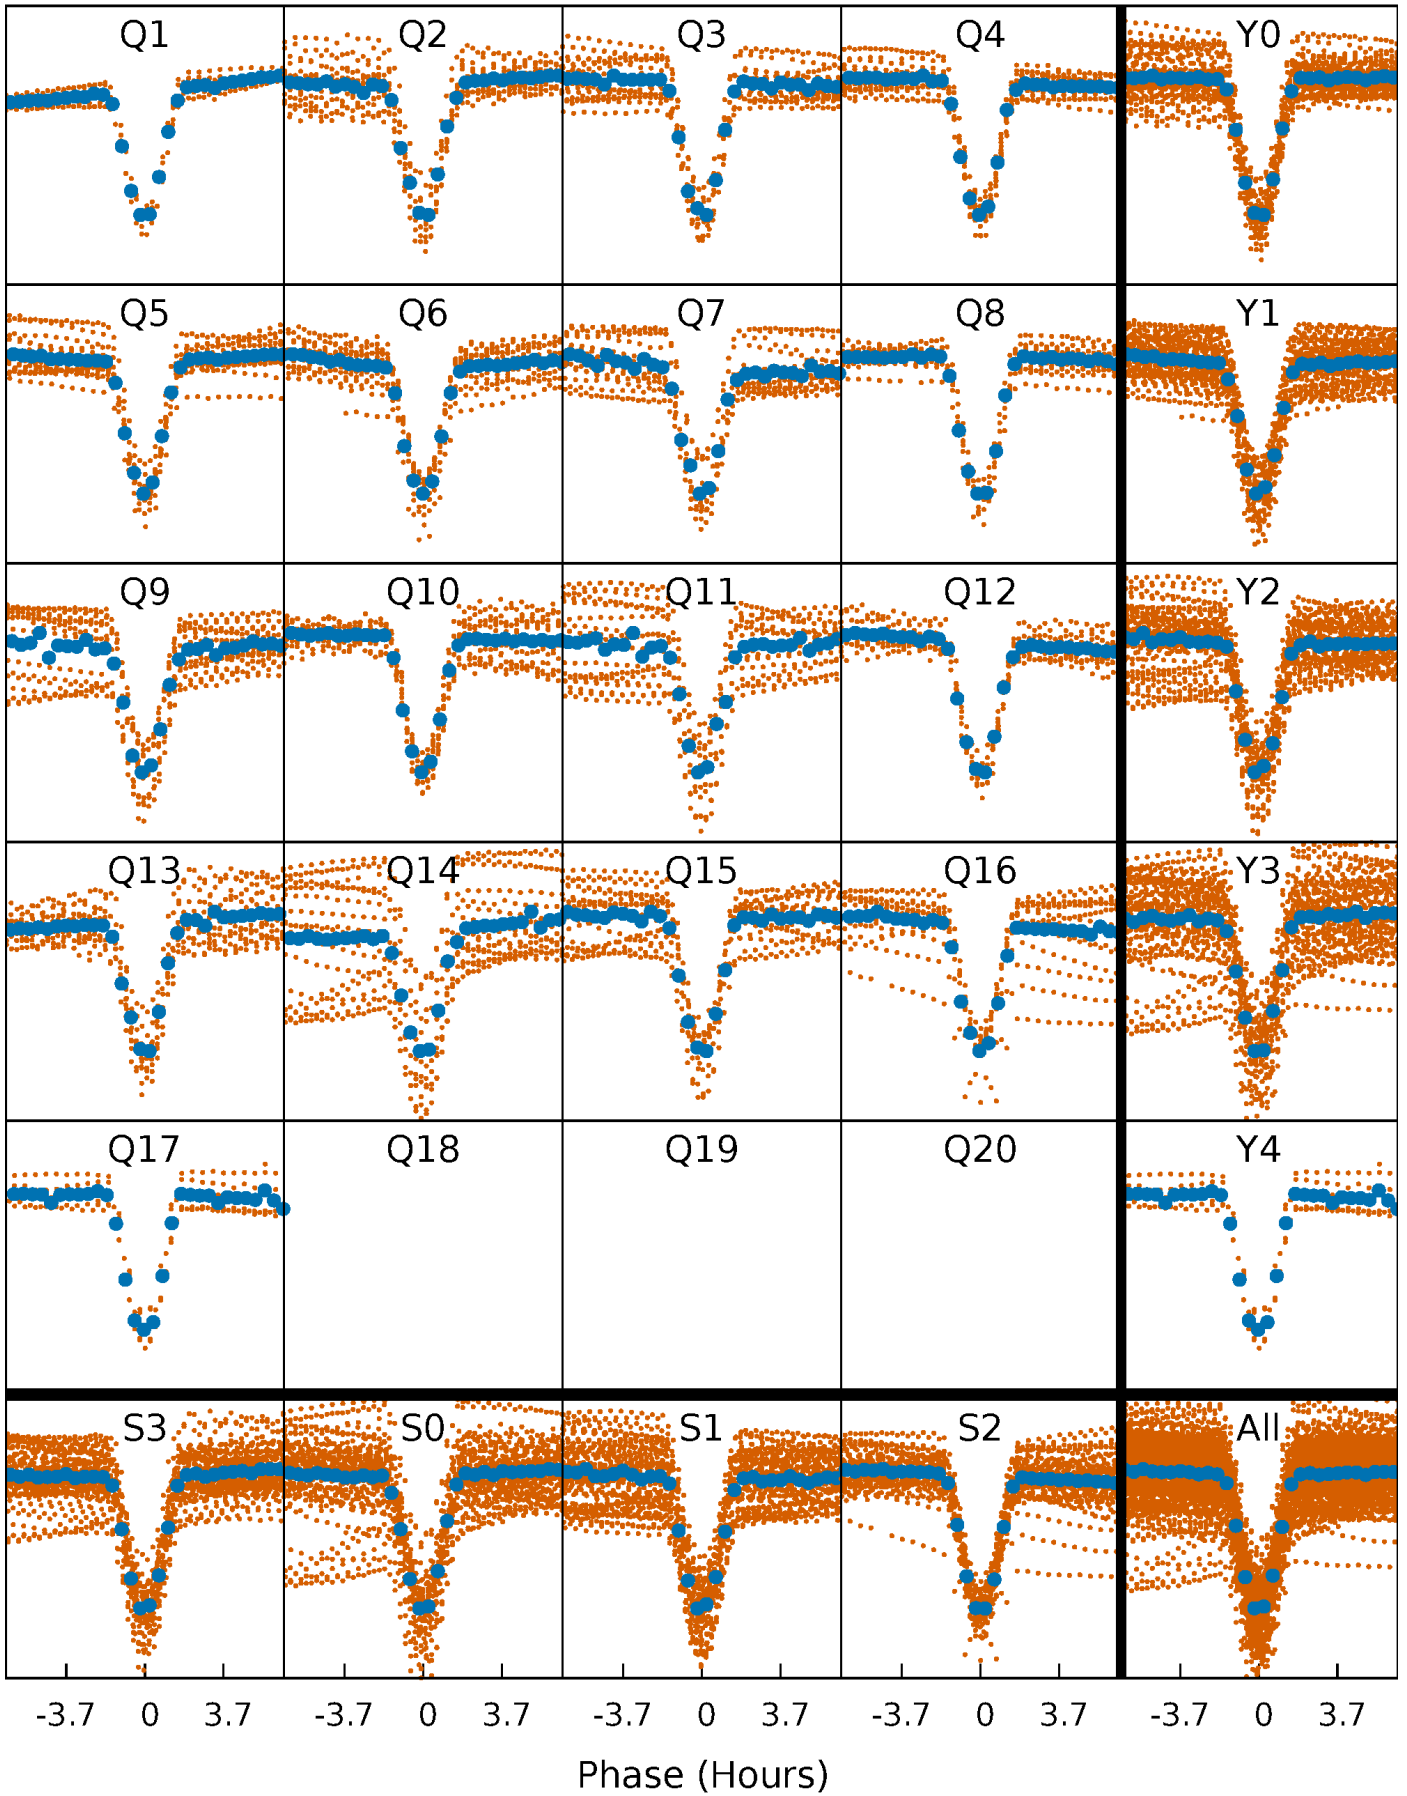 Q1 Q2 Q3 Q4 Y0
Q5 Q6 Q7 Q8 Y1
Q9 Q10 Q11 Q12 Y2
Q13 Q14 Q15 Q16 Y3
Q17 Q18 Q19 Q20 Y4
S3 S0 S1 S2 All
-3.7 0 3.7 -3.7 0 3.7 -3.7 0 3.7 -3.7 0 3.7 -3.7 0 3.7
Phase (Hours)